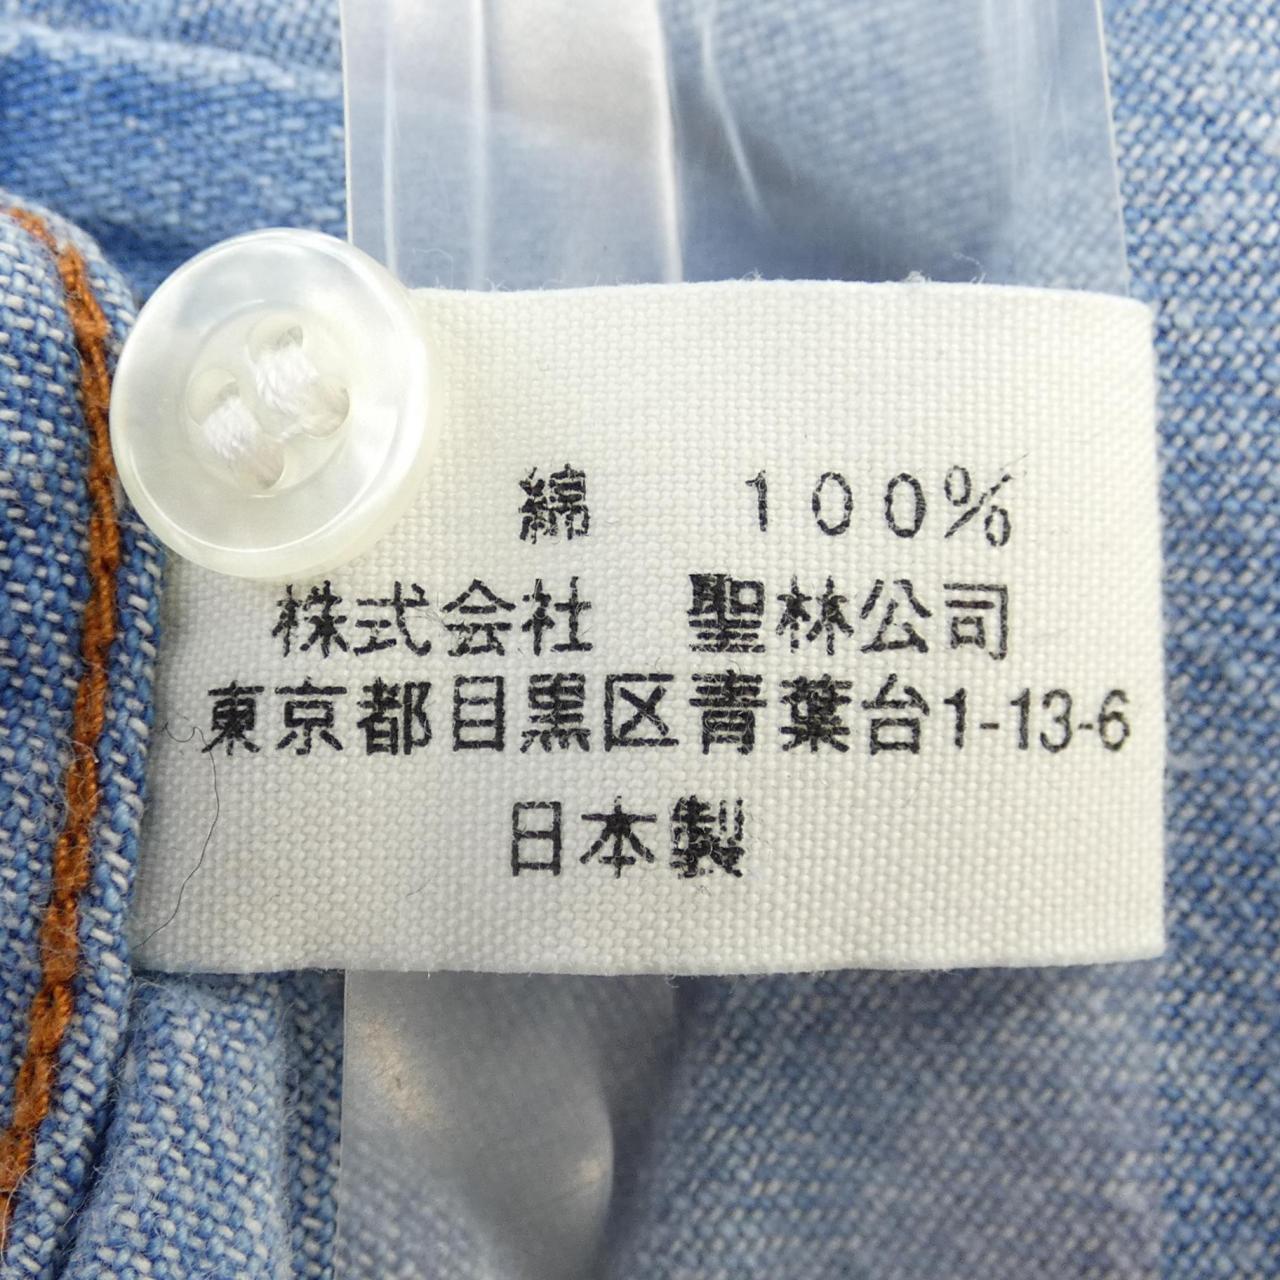 綿 100%
株式会社 聖林公司
東京都目黒区青葉台1-13-6
日本製